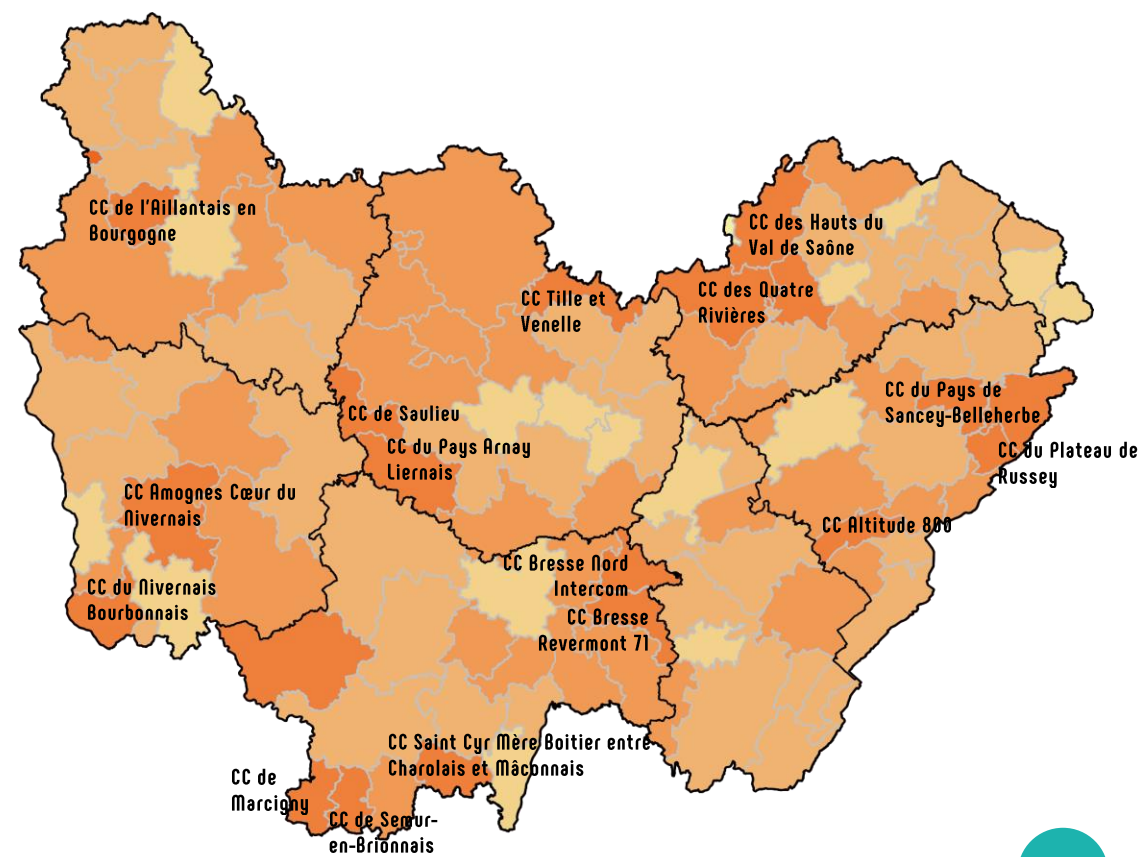 CC de l'Aillantais en
Bourgogne
CC des Hauts du
Val de Saône
CC Tille et
Venelle
CC des Quatre
Rivières
CC de Saulieu
CC du Pays Arnay
Liernais
CC du Pays de
Sancey-Belleherbe
CC du Plateau de
Russey
CC Amognes Cœur du
Nivernais
CC Altitude 800
CC du Nivernais
Bourbonnais
CC Bresse Nord
Intercom
CC Bresse
Revermont 71
CC Saint Cyr Mère Boitier entre
Charolais et Mâconnais
CC de
Marcigny
CC de Semur-
en-Brionnais